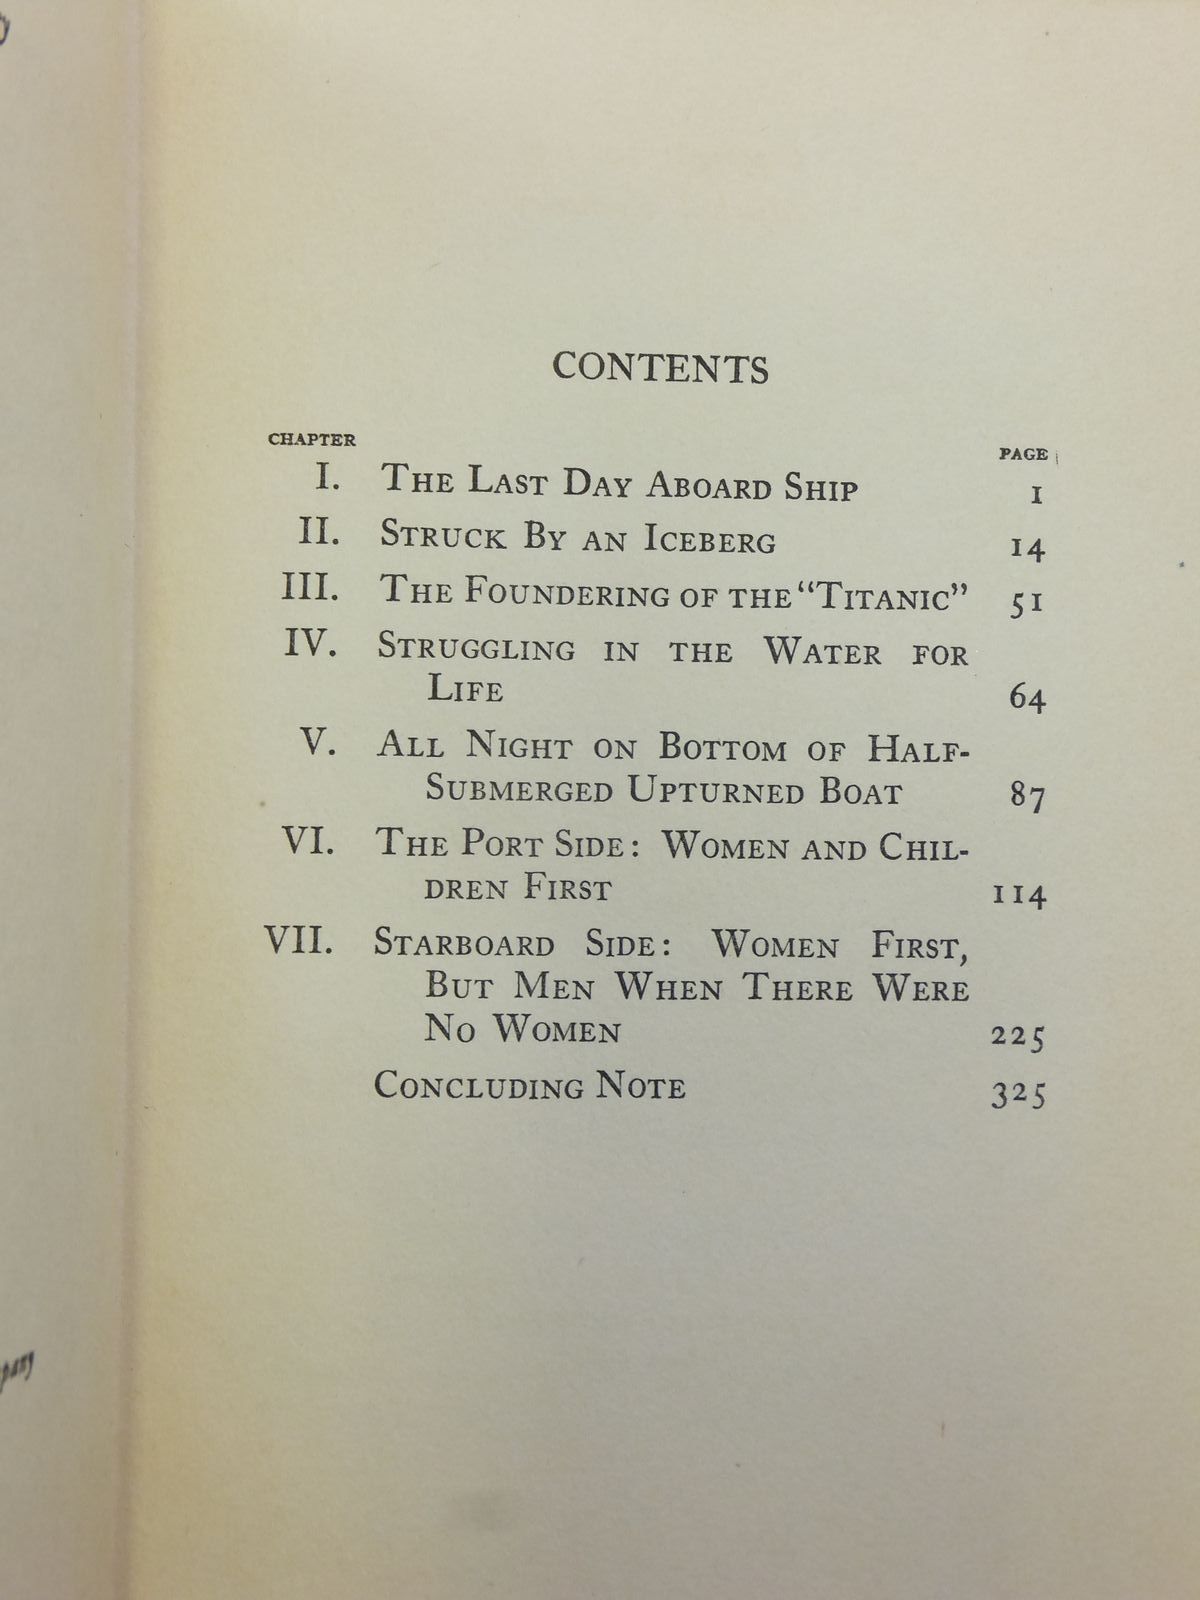 CONTENTS
CHAPTER PAGE
I. The Last Day Aboard Ship 1
II. Struck By an Iceberg 14
III. The Foundering of the "Titanic" 51
IV. Struggling in the Water for
Life 64
V. All Night on Bottom of Half-
Submerged Upturned Boat 87
VI. The Port Side: Women and Chil-
dren First 114
VII. Starboard Side: Women First,
But Men When There Were
No Women 225
Concluding Note 325